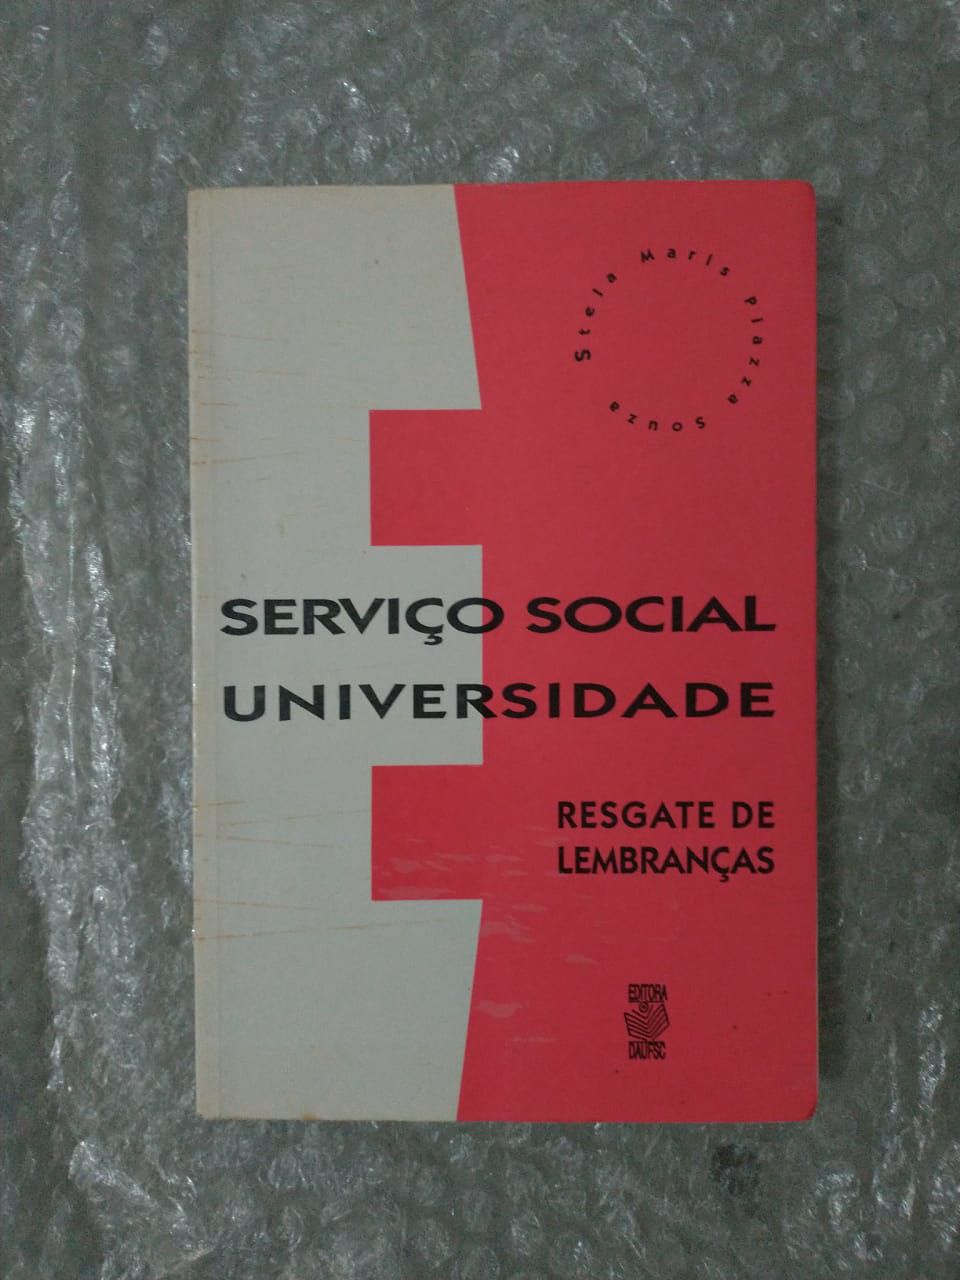 Stela Maris Piazza Souza
SERVIÇO SOCIAL
UNIVERSIDADE
RESGATE DE
LEMBRANÇAS
EDITORA
DAUFSC